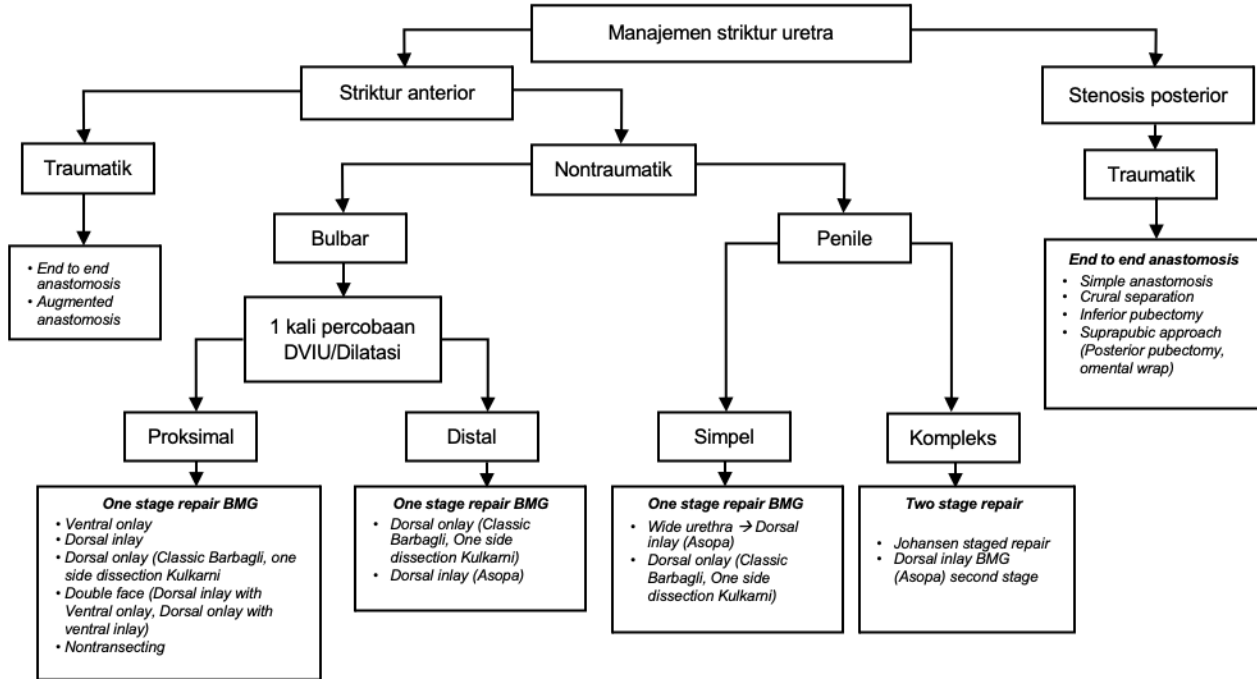 Manajemen striktur uretra
Striktur anterior
Stenosis posterior
Traumatik
Nontraumatik
Traumatik
Bulbar
Penile
• End to end
anastomosis
• Augmented
anastomosis
End to end anastomosis
• Simple anastomosis
• Crural separation
• Inferior pubectomy
• Suprapubic approach
(Posterior pubectomy,
omental wrap)
1 kali percobaan
DVIU/Dilatasi
Proksimal
Distal
Simpel
Kompleks
One stage repair BMG
• Ventral onlay
• Dorsal inlay
• Dorsal onlay (Classic Barbagli, one
side dissection Kulkarni
• Double face (Dorsal inlay with
Ventral onlay, Dorsal onlay with
ventral inlay)
• Nontransecting
One stage repair BMG
• Dorsal onlay (Classic
Barbagli, One side
dissection Kulkarni)
• Dorsal inlay (Asopa)
One stage repair BMG
• Wide urethra → Dorsal
inlay (Asopa)
• Dorsal onlay (Classic
Barbagli, One side
dissection Kulkarni)
Two stage repair
• Johansen staged repair
• Dorsal inlay BMG
(Asopa) second stage